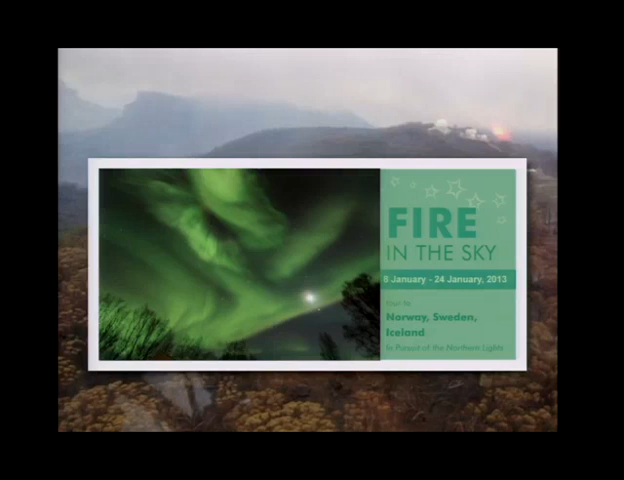 FIRE
IN THE SKY
8 January - 24 January, 2013
Norway, Sweden,
Iceland
In Pursuit of the Northern Lights